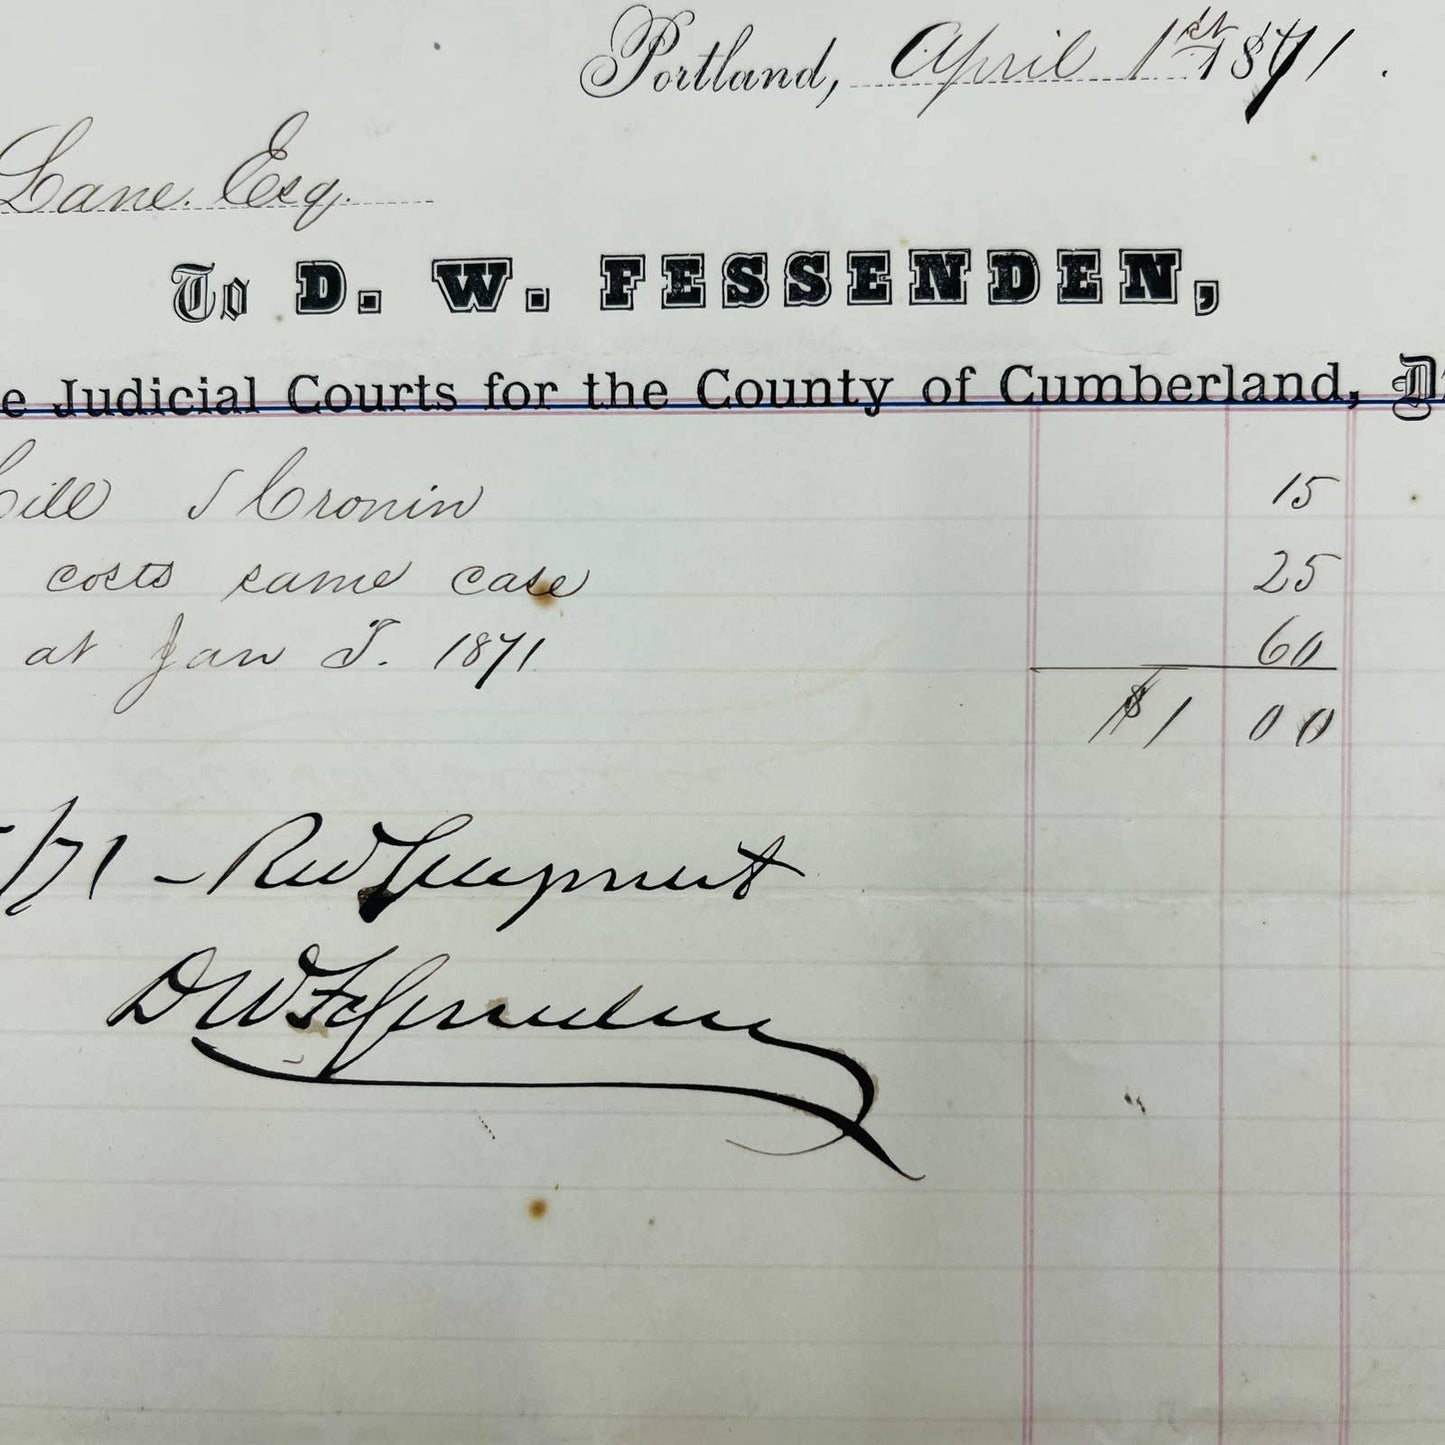 Portland, April 1st 1871.
Lane. Esq.
To D. W. FESSENDEN,
e Judicial Courts for the County of Cumberland, D
Cronin 15
costs same case 25
at Jan T. 1871 60
$1 00
/71 - Rec'd payment
DW Fessenden